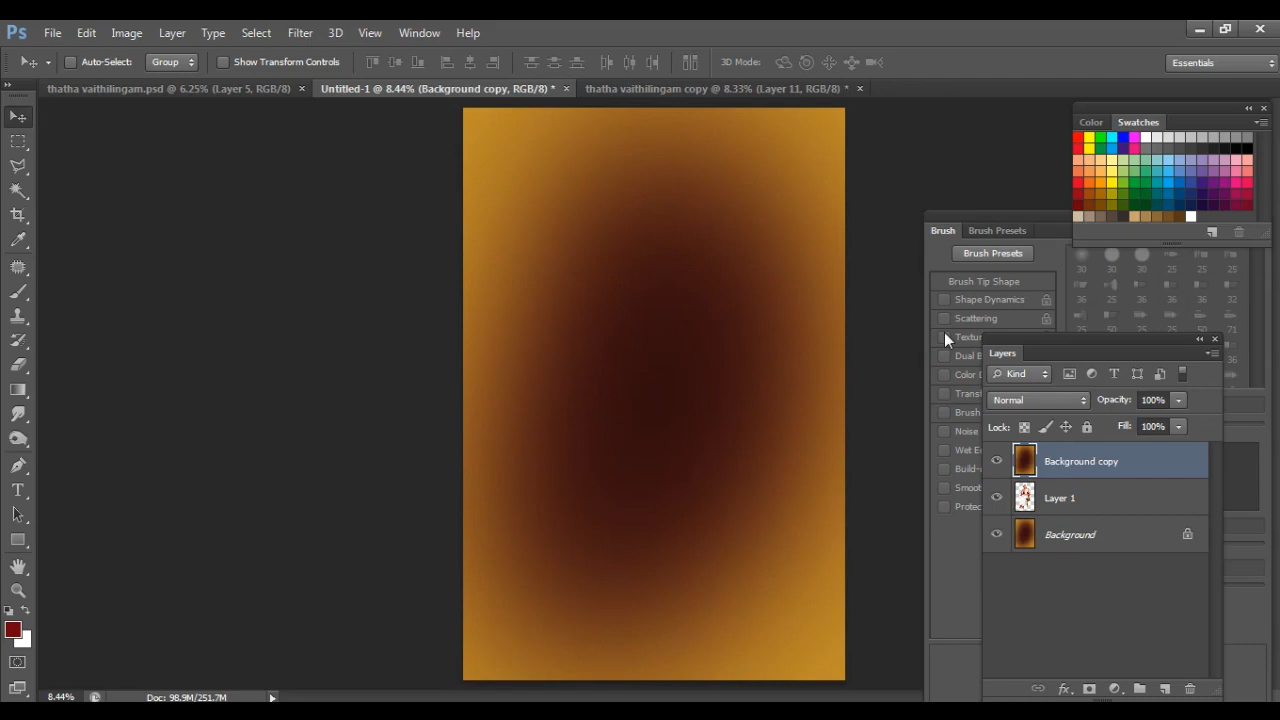 Ps File Edit Image Layer Type Select Filter 3D View Window Help
Auto-Select: Group Show Transform Controls 3D Mode: Essentials
thatha vaithilingam.psd @ 6.25% (Layer 5, RGB/8) × Untitled-1 @ 8.44% (Background copy, RGB/8) * × thatha vaithilingam copy @ 8.33% (Layer 11, RGB/8) * ×
Color Swatches
Brush Brush Presets
Brush Presets
Brush Tip Shape
Shape Dynamics
Scattering
Textur
Dual B
Color
Trans
Brush
Noise
Wet E
Build-
Smoot
Protec
30 30 30 25 25 25
36 25 36 36 36 32
25 50 71
Layers
Kind
Normal Opacity: 100%
Lock: Fill: 100%
Background copy
Layer 1
Background
8.44% Doc: 98.9M/251.7M